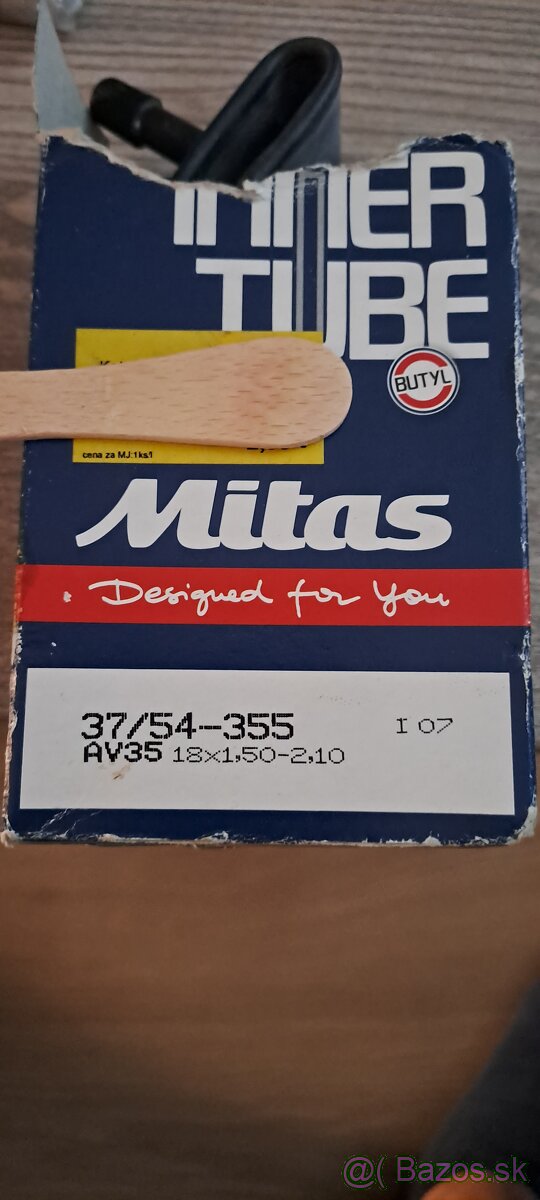 INNER
TUBE
BUTYL
cena za MJ:1ks/1
Mitas
Designed for You
37/54-355
I 07
AV35 18x1,50-2,10
@( Bazos.sk